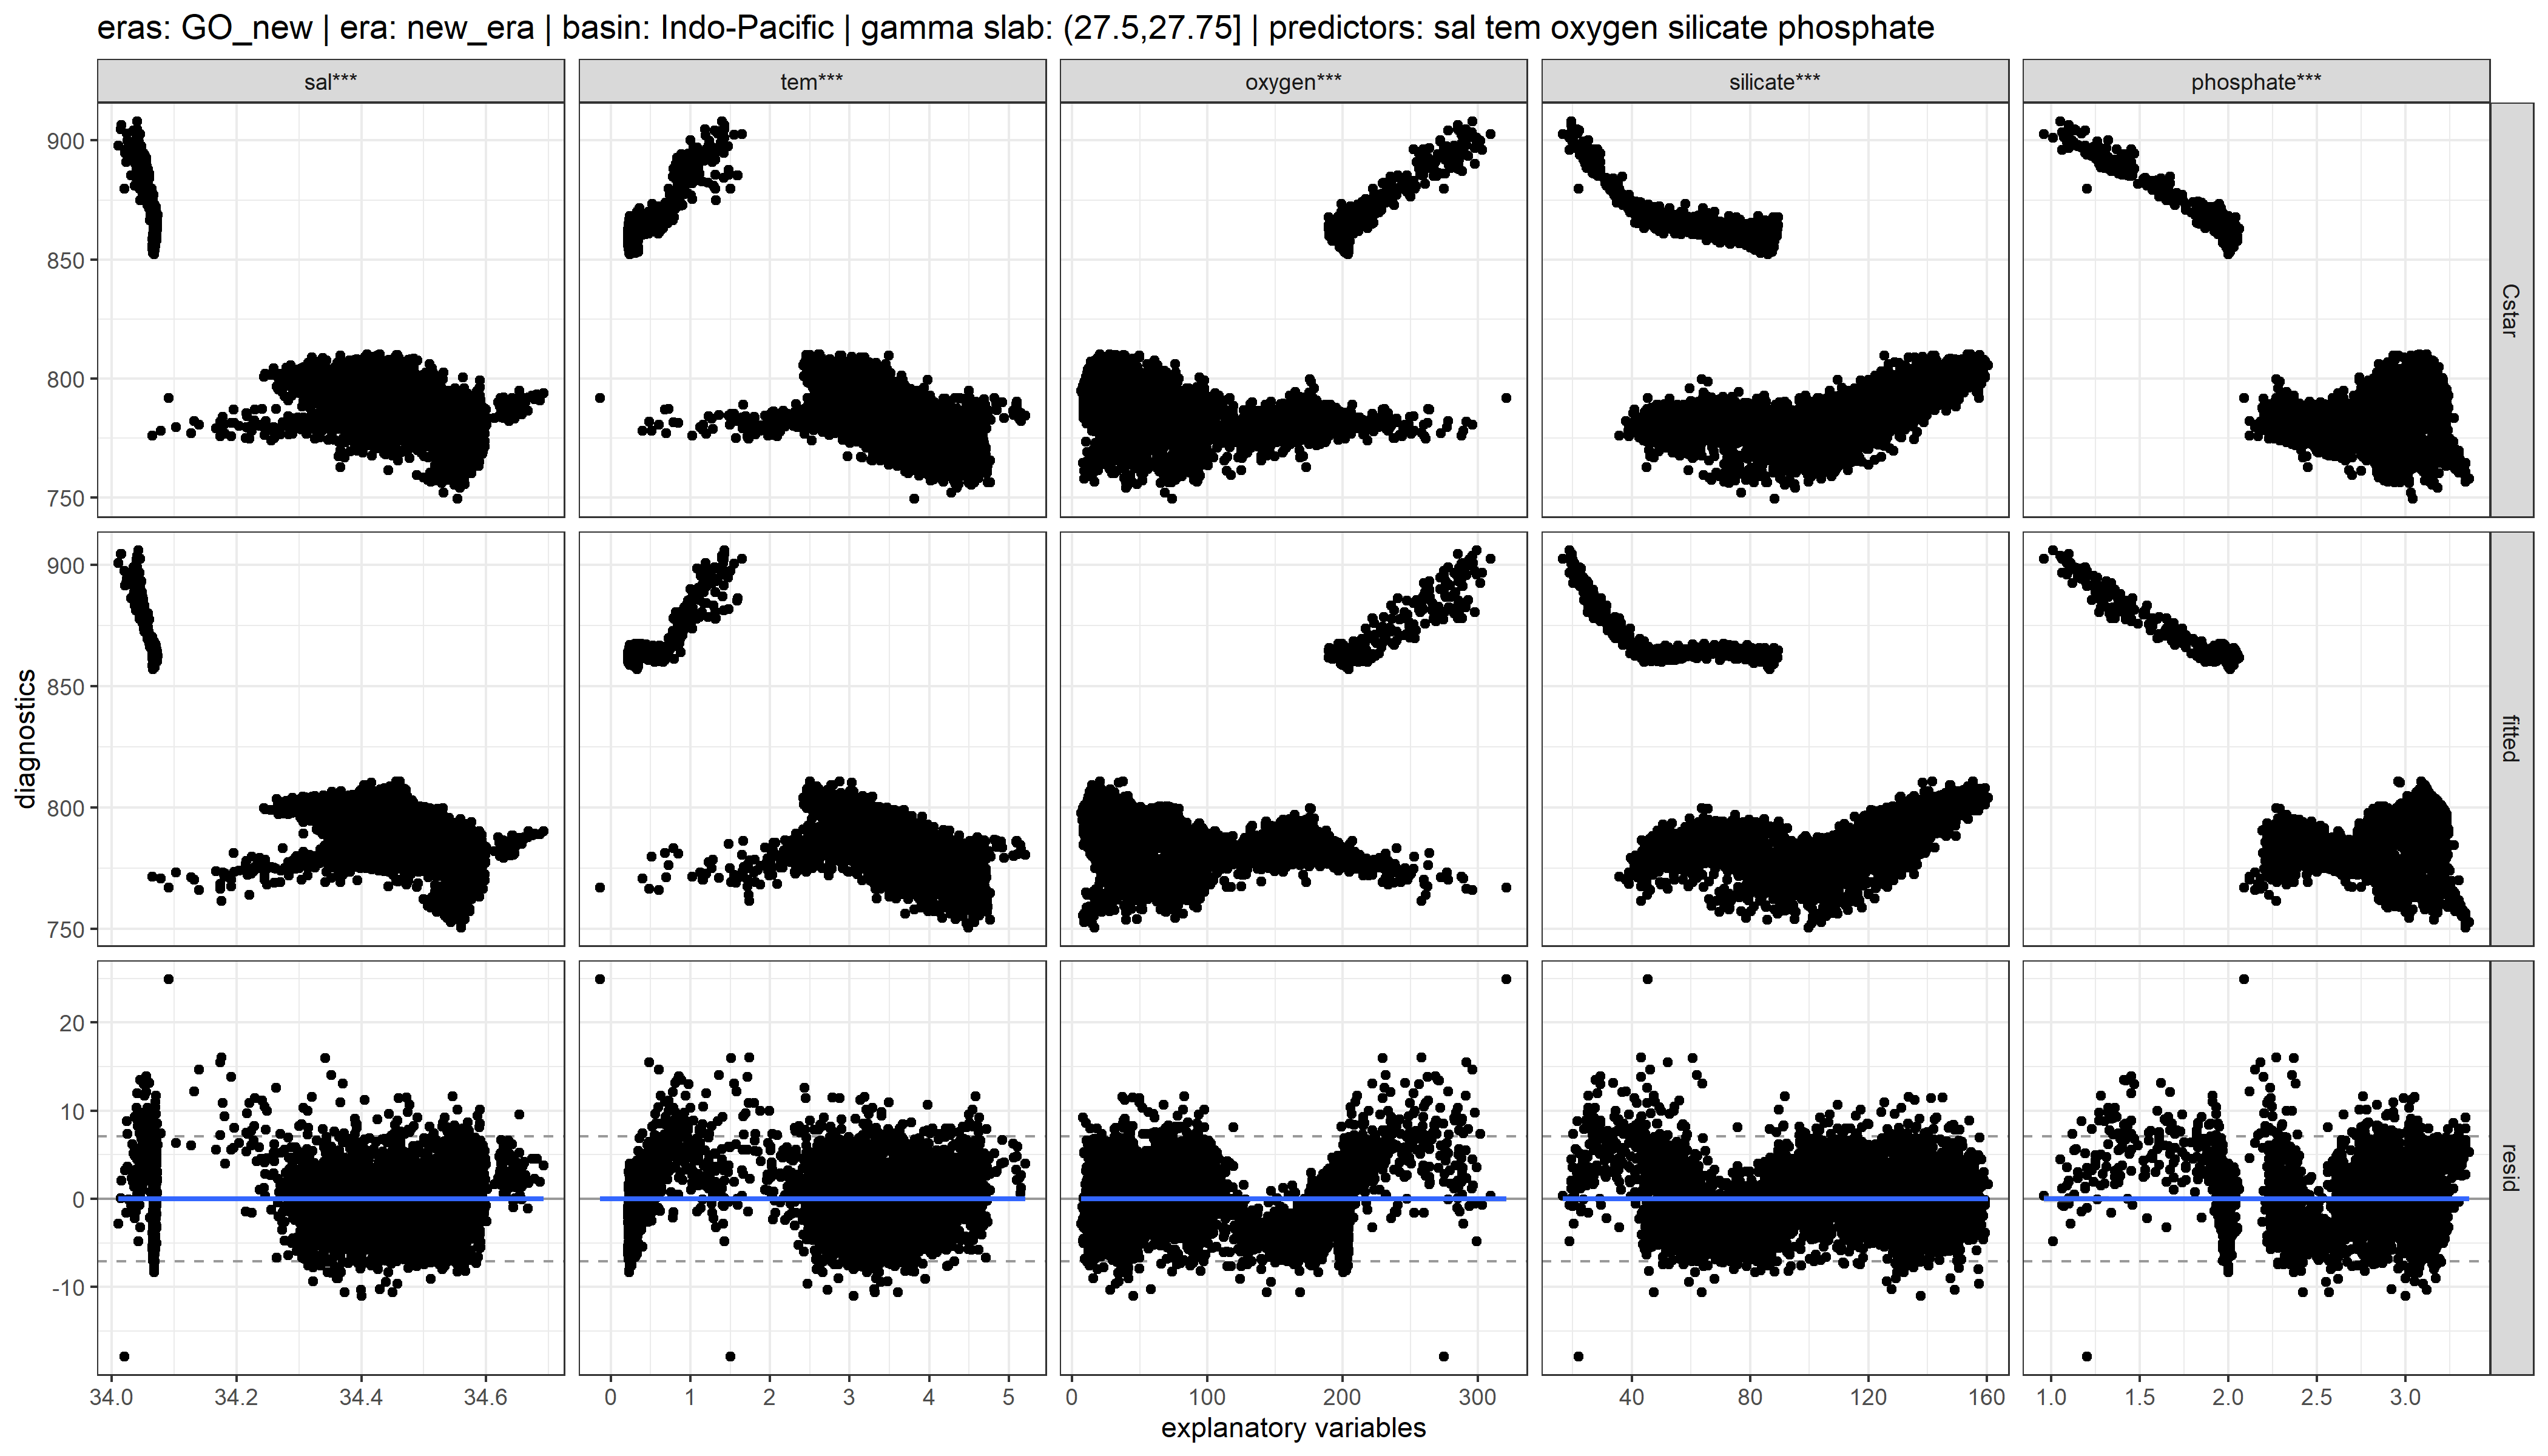 eras: GO_new | era: new_era | basin: Indo-Pacific | gamma slab: (27.5,27.75] | predictors: sal tem oxygen silicate phosphate
sal*** tem*** oxygen*** silicate*** phosphate***
900
850
800
750
Cstar
900
850
800
750
fitted
diagnostics
20
10
0
-10
resid
34.0 34.2 34.4 34.6 0 1 2 3 4 5 0 100 200 300 40 80 120 160 1.0 1.5 2.0 2.5 3.0
explanatory variables